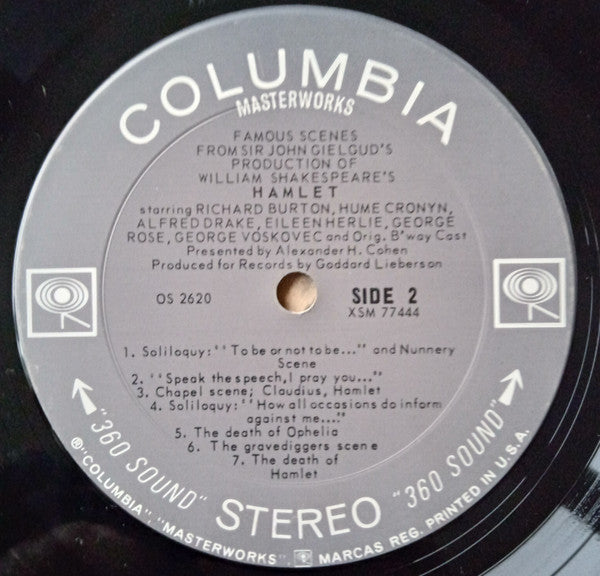 COLUMBIA
MASTERWORKS
FAMOUS SCENES
FROM SIR JOHN GIELGUD'S
PRODUCTION OF
WILLIAM SHAKESPEARE'S
HAMLET
starring RICHARD BURTON, HUME CRONYN,
ALFRED DRAKE, EILEEN HERLIE, GEORGE
ROSE, GEORGE VOSKOVEC and Orig. B'way Cast
Presented by Alexander H. Cohen
Produced for Records by Goddard Lieberson
OS 2620
SIDE 2
XSM 77444
1. Soliloquy: "To be or not to be..." and Nunnery
Scene
2. "Speak the speech, I pray you..."
3. Chapel scene; Claudius, Hamlet
4. Soliloquy: "How all occasions do inform
against me...."
5. The death of Ophelia
6. The gravediggers scene
7. The death of
Hamlet
"360 SOUND" STEREO "360 SOUND"
® "COLUMBIA", "MASTERWORKS", MARCAS REG. PRINTED IN U.S.A.